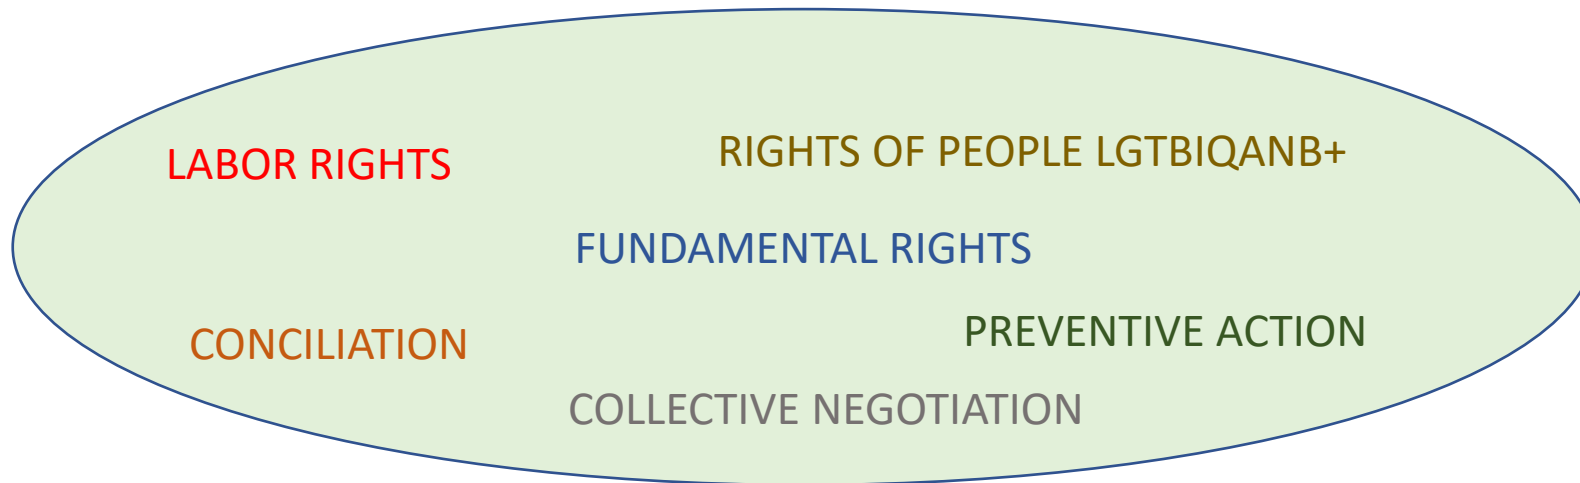 LABOR RIGHTS
RIGHTS OF PEOPLE LGTBIQANB+
FUNDAMENTAL RIGHTS
CONCILIATION
PREVENTIVE ACTION
COLLECTIVE NEGOTIATION